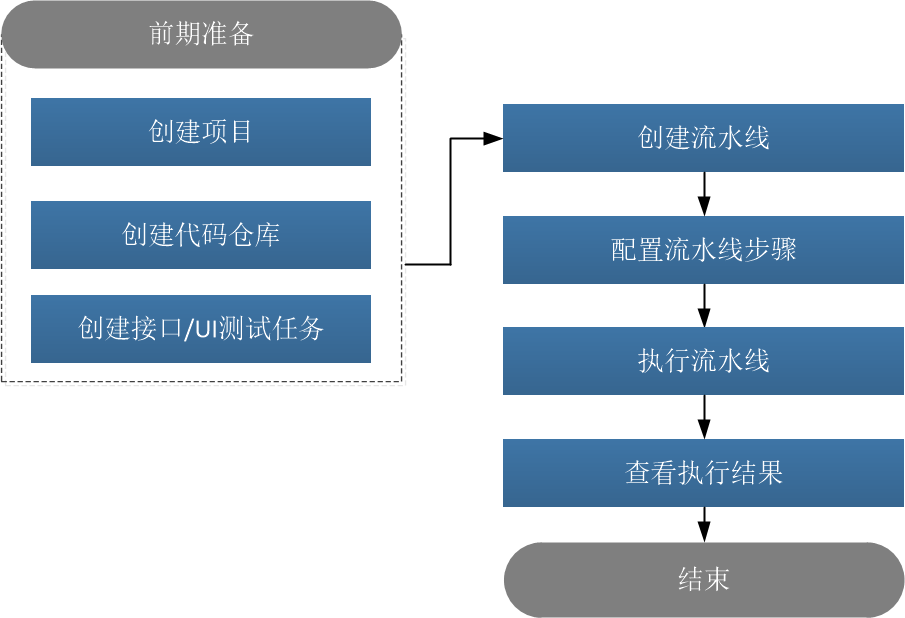 前期准备
创建项目
创建代码仓库
创建接口/UI测试任务
创建流水线
配置流水线步骤
执行流水线
查看执行结果
结束